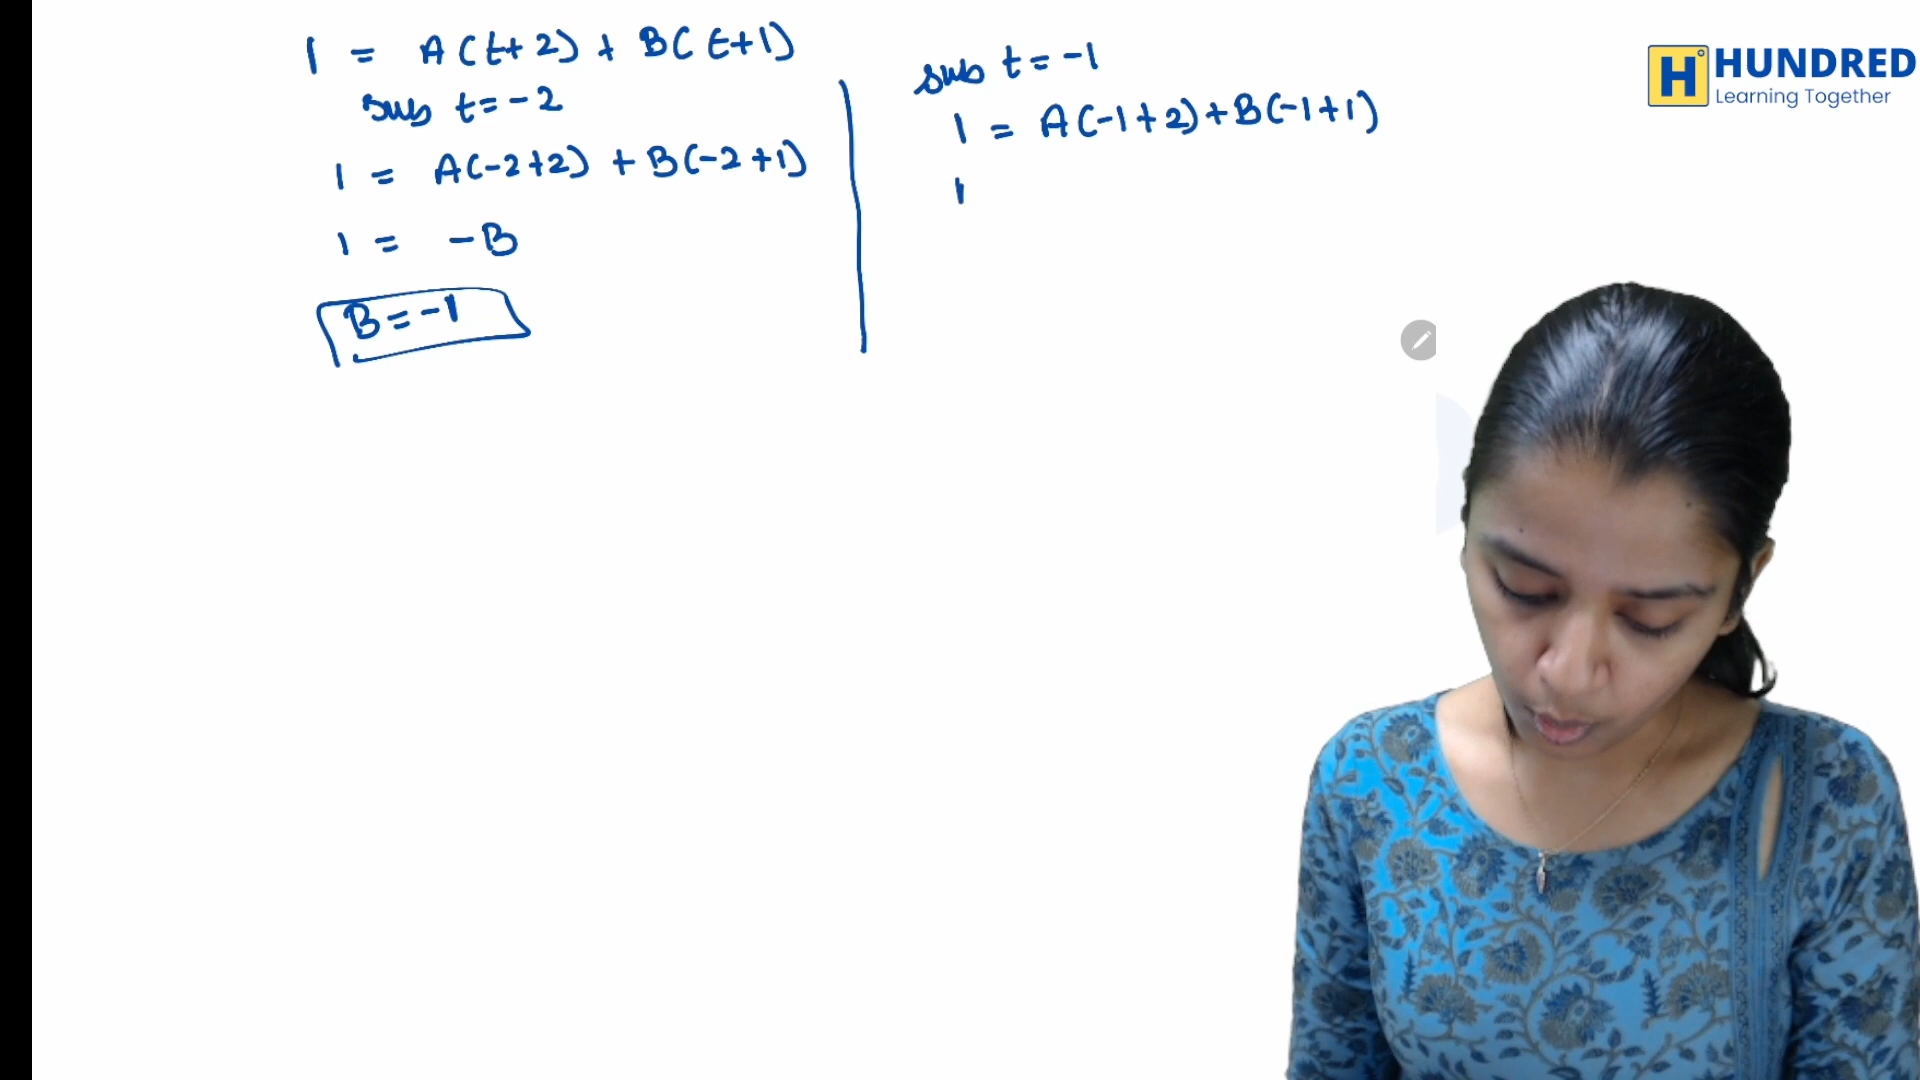 1 = A(t+2) + B(t+1)
sub t=-2
1 = A(-2+2) + B(-2+1)
1 = -B
B=-1
sub t=-1
1 = A(-1+2)+B(-1+1)
1
H HUNDRED
Learning Together